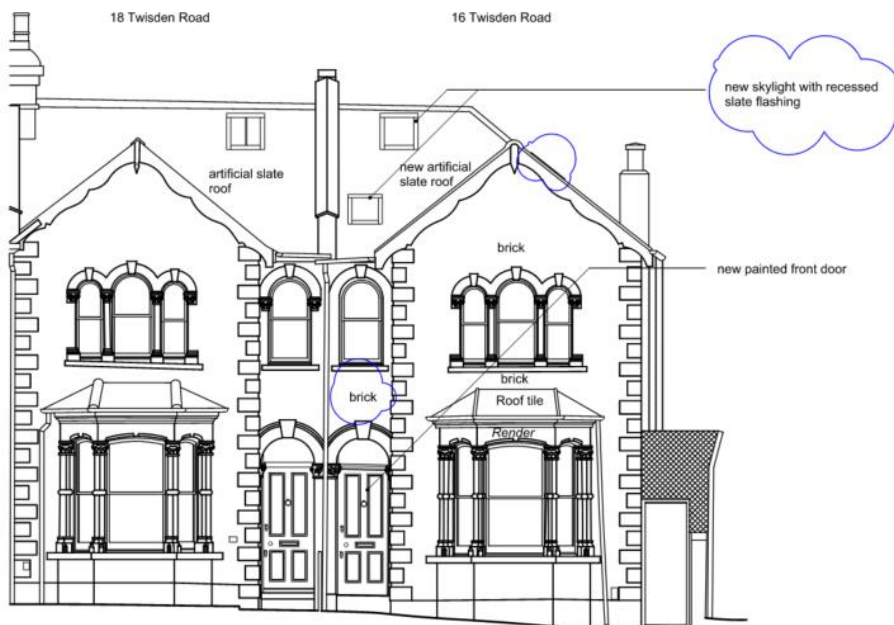 18 Twisden Road
16 Twisden Road
new skylight with recessed
slate flashing
artificial slate
roof
new artificial
slate roof
brick
new painted front door
brick
brick
Roof tile
Render